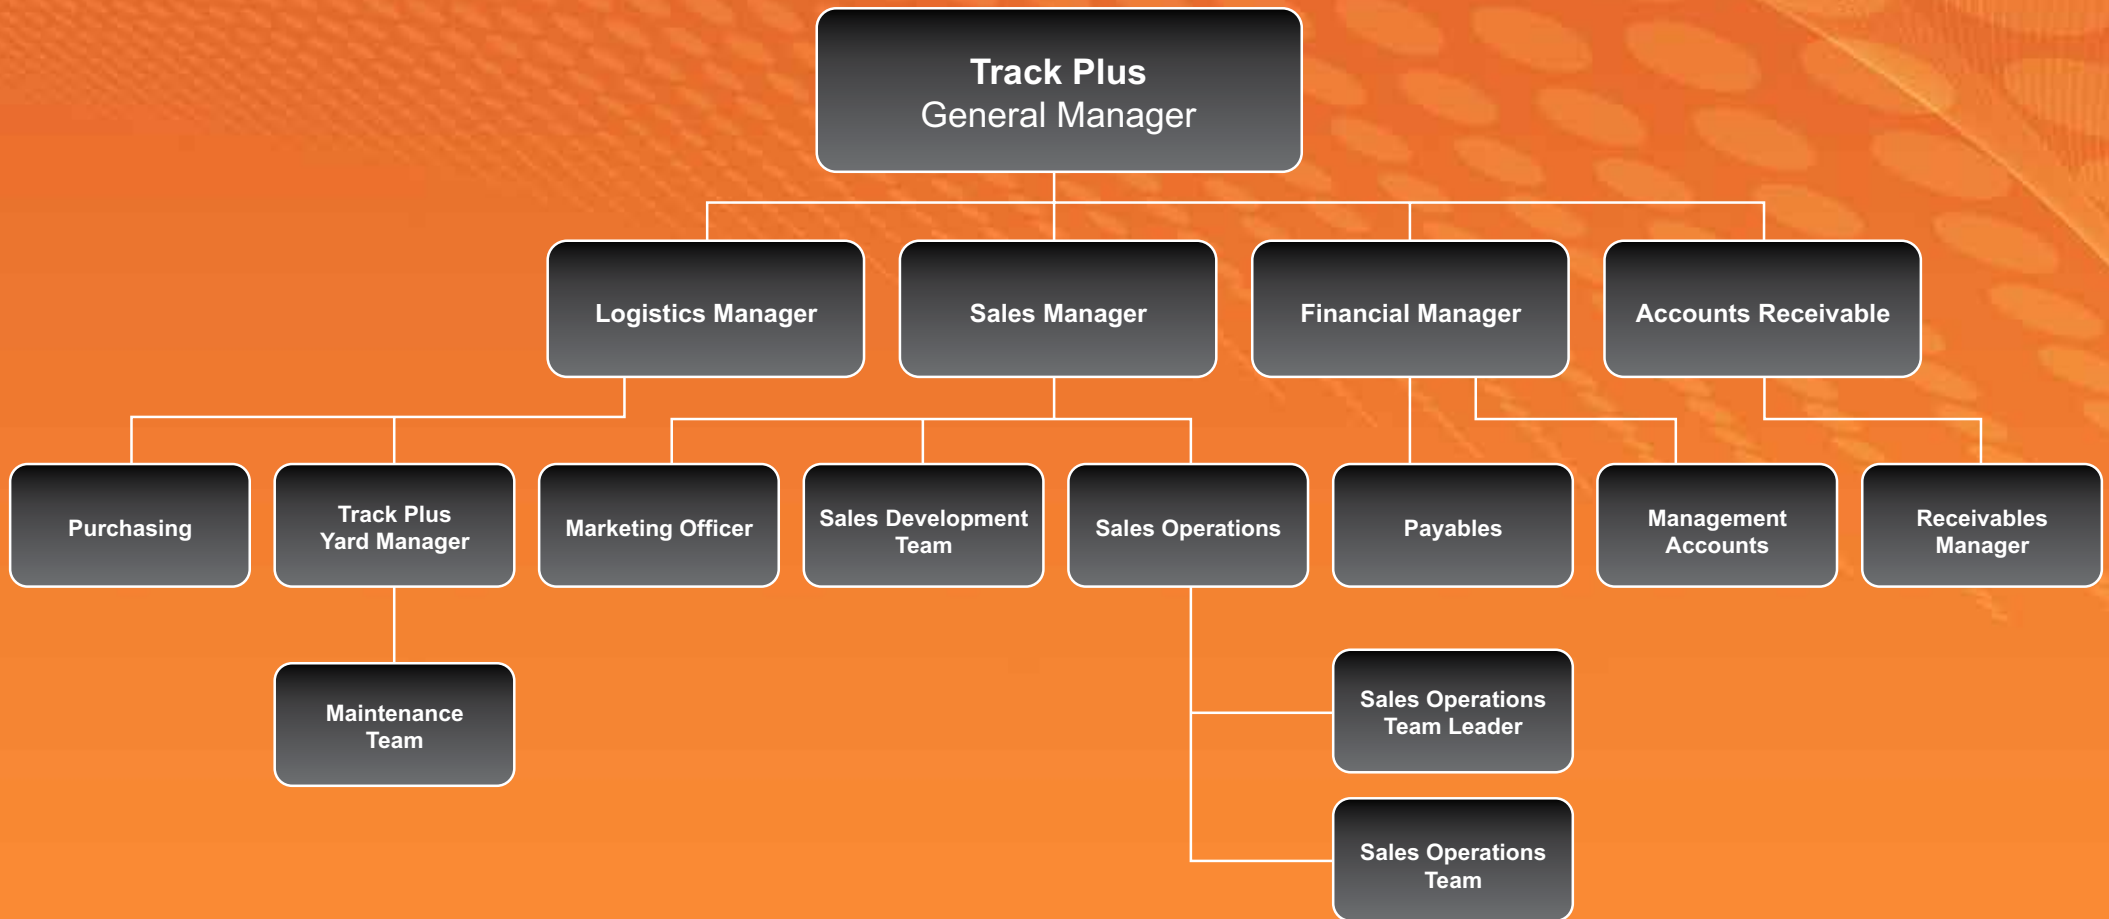 Track Plus
General Manager
Logistics Manager
Sales Manager
Financial Manager
Accounts Receivable
Purchasing
Track Plus
Yard Manager
Marketing Officer
Sales Development
Team
Sales Operations
Payables
Management
Accounts
Receivables
Manager
Maintenance
Team
Sales Operations
Team Leader
Sales Operations
Team